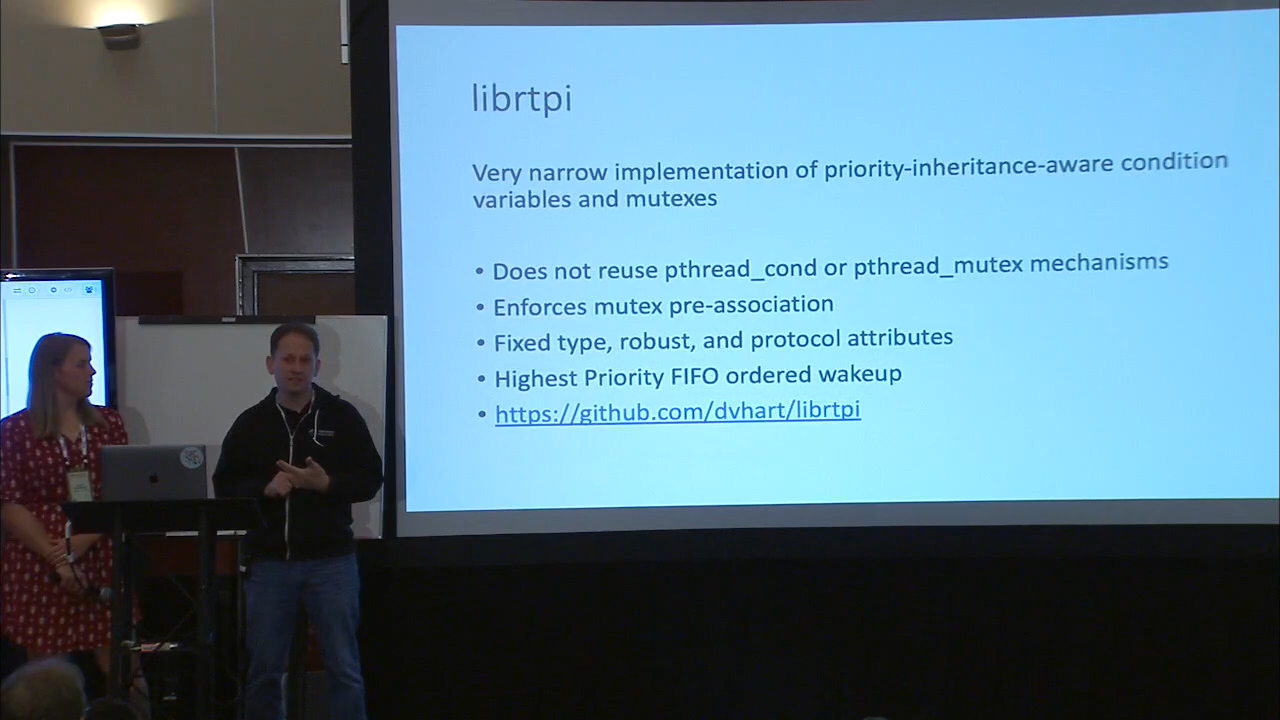 librtpi
Very narrow implementation of priority-inheritance-aware condition
variables and mutexes
• Does not reuse pthread_cond or pthread_mutex mechanisms
• Enforces mutex pre-association
• Fixed type, robust, and protocol attributes
• Highest Priority FIFO ordered wakeup
• https://github.com/dvhart/librtpi